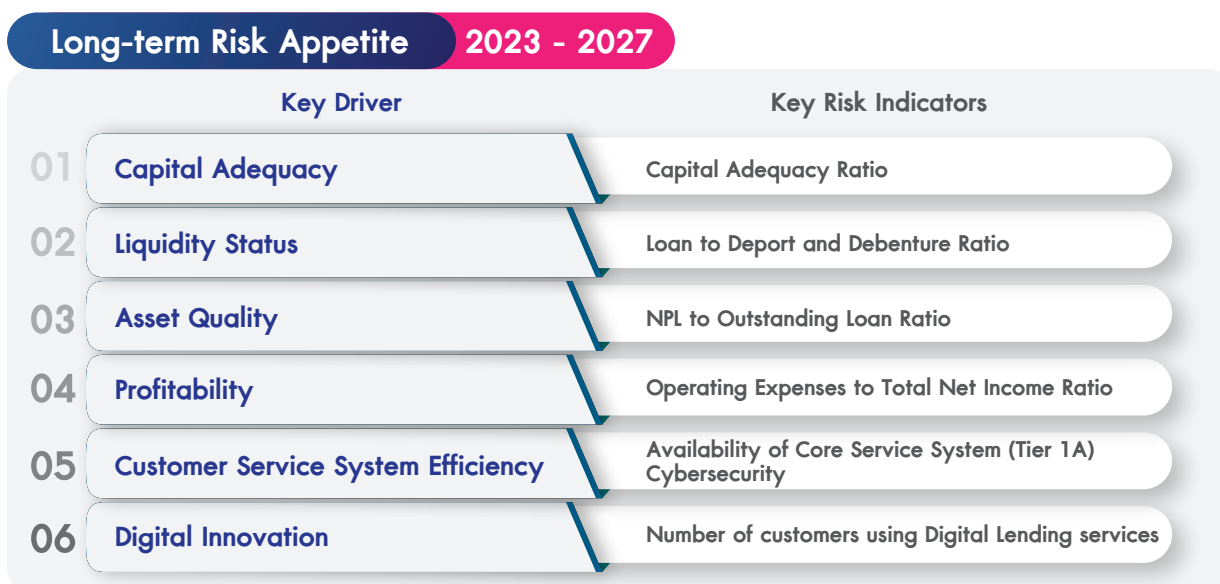 Long-term Risk Appetite 2023 - 2027
Key Driver Key Risk Indicators
01 Capital Adequacy Capital Adequacy Ratio
02 Liquidity Status Loan to Deport and Debenture Ratio
03 Asset Quality NPL to Outstanding Loan Ratio
04 Profitability Operating Expenses to Total Net Income Ratio
05 Customer Service System Efficiency Availability of Core Service System (Tier 1A)
Cybersecurity
06 Digital Innovation Number of customers using Digital Lending services